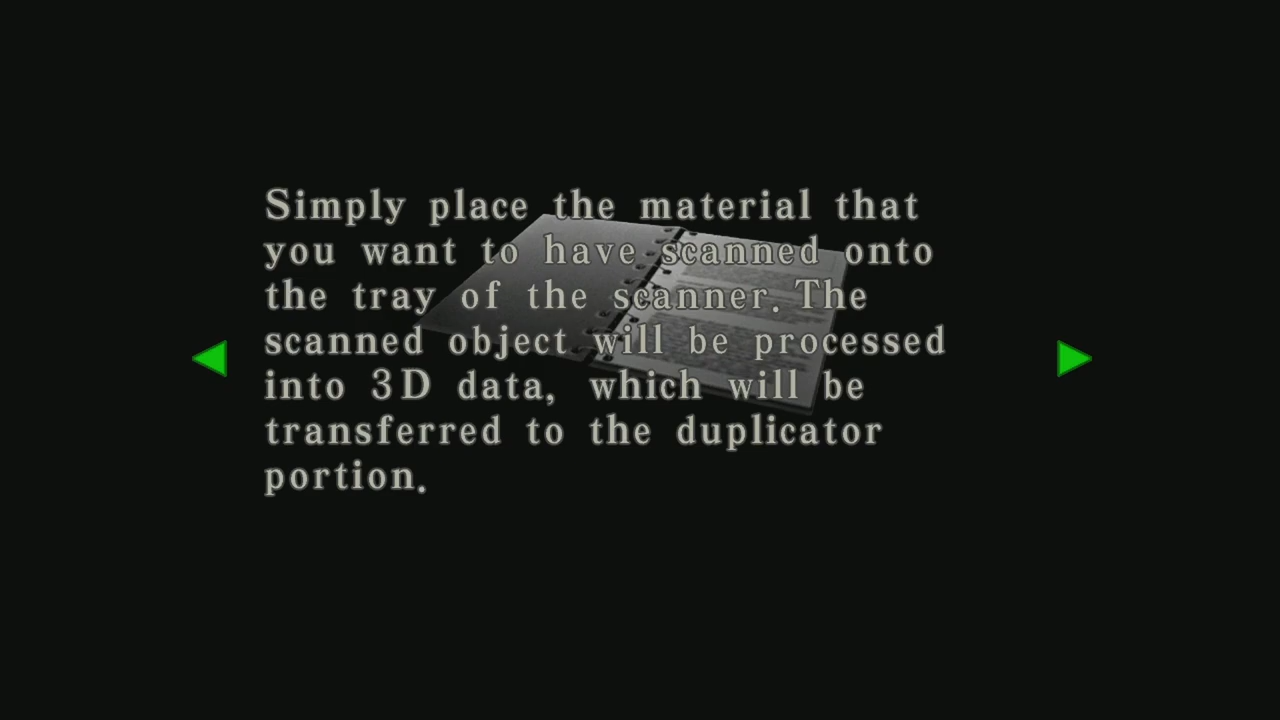 Simply place the material that
you want to have scanned onto
the tray of the scanner. The
scanned object will be processed
into 3D data, which will be
transferred to the duplicator
portion.